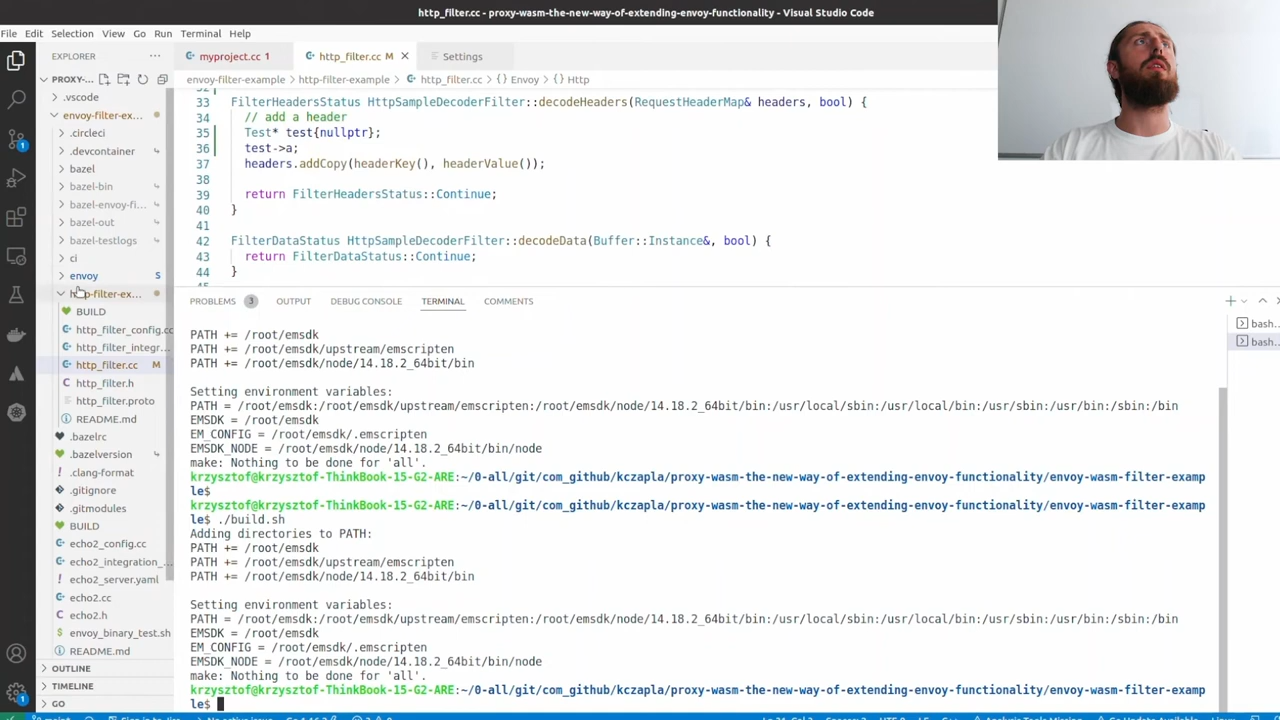 http_filter.cc - proxy-wasm-the-new-way-of-extending-envoy-functionality - Visual Studio Code
File Edit Selection View Go Run Terminal Help
EXPLORER ...
myproject.cc 1
http_filter.cc M
Settings
PROXY-...
envoy-filter-example > http-filter-example > http_filter.cc > {} Envoy > {} Http
.vscode
envoy-filter-ex...
.circleci
.devcontainer
bazel
bazel-bin
bazel-envoy-fi...
bazel-out
bazel-testlogs
ci
envoy S
http-filter-ex...
BUILD
http_filter_config.cc
http_filter_integr...
http_filter.cc M
http_filter.h
http_filter.proto
README.md
.bazelrc
.bazelversion
.clang-format
.gitignore
.gitmodules
BUILD
echo2_config.cc
echo2_integration_...
echo2_server.yaml
echo2.cc
echo2.h
envoy_binary_test.sh
README.md
OUTLINE
TIMELINE
GO
33 FilterHeadersStatus HttpSampleDecoderFilter::decodeHeaders(RequestHeaderMap& headers, bool) {
34 // add a header
35 Test* test{nullptr};
36 test->a;
37 headers.addCopy(headerKey(), headerValue());
38
39 return FilterHeadersStatus::Continue;
40 }
41
42 FilterDataStatus HttpSampleDecoderFilter::decodeData(Buffer::Instance&, bool) {
43 return FilterDataStatus::Continue;
44 }
PROBLEMS 3 OUTPUT DEBUG CONSOLE TERMINAL COMMENTS
bash...
bash...
PATH += /root/emsdk
PATH += /root/emsdk/upstream/emscripten
PATH += /root/emsdk/node/14.18.2_64bit/bin
Setting environment variables:
PATH = /root/emsdk:/root/emsdk/upstream/emscripten:/root/emsdk/node/14.18.2_64bit/bin:/usr/local/sbin:/usr/local/bin:/usr/sbin:/usr/bin:/sbin:/bin
EMSDK = /root/emsdk
EM_CONFIG = /root/emsdk/.emscripten
EMSDK_NODE = /root/emsdk/node/14.18.2_64bit/bin/node
make: Nothing to be done for 'all'.
krzysztof@krzysztof-ThinkBook-15-G2-ARE:~/0-all/git/com_github/kczapla/proxy-wasm-the-new-way-of-extending-envoy-functionality/envoy-wasm-filter-examp
le$
krzysztof@krzysztof-ThinkBook-15-G2-ARE:~/0-all/git/com_github/kczapla/proxy-wasm-the-new-way-of-extending-envoy-functionality/envoy-wasm-filter-examp
le$ ./build.sh
Adding directories to PATH:
PATH += /root/emsdk
PATH += /root/emsdk/upstream/emscripten
PATH += /root/emsdk/node/14.18.2_64bit/bin
Setting environment variables:
PATH = /root/emsdk:/root/emsdk/upstream/emscripten:/root/emsdk/node/14.18.2_64bit/bin:/usr/local/sbin:/usr/local/bin:/usr/sbin:/usr/bin:/sbin:/bin
EMSDK = /root/emsdk
EM_CONFIG = /root/emsdk/.emscripten
EMSDK_NODE = /root/emsdk/node/14.18.2_64bit/bin/node
make: Nothing to be done for 'all'.
krzysztof@krzysztof-ThinkBook-15-G2-ARE:~/0-all/git/com_github/kczapla/proxy-wasm-the-new-way-of-extending-envoy-functionality/envoy-wasm-filter-examp
le$